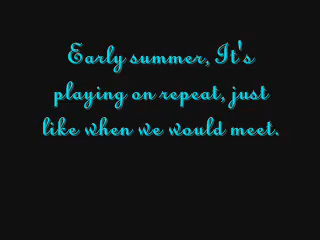 Early summer, It's
playing on repeat, just
like when we would meet.